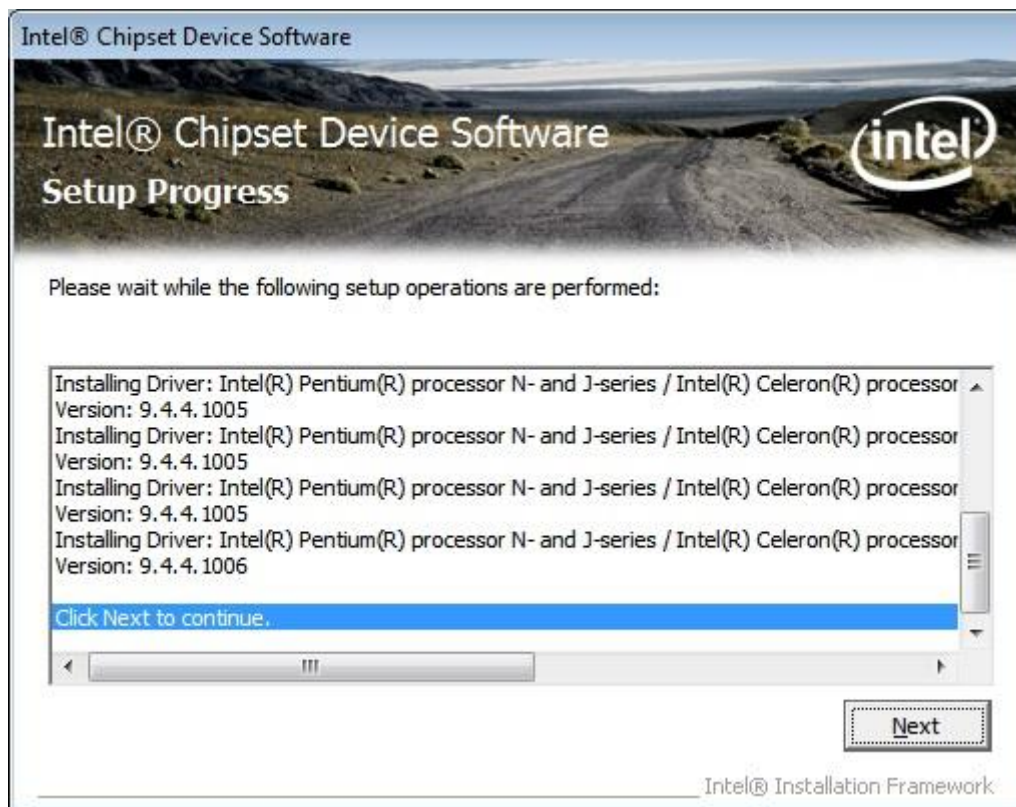 Intel® Chipset Device Software
Intel® Chipset Device Software
intel
Setup Progress
Please wait while the following setup operations are performed:
Installing Driver: Intel(R) Pentium(R) processor N- and J-series / Intel(R) Celeron(R) processor
Version: 9.4.4.1005
Installing Driver: Intel(R) Pentium(R) processor N- and J-series / Intel(R) Celeron(R) processor
Version: 9.4.4.1005
Installing Driver: Intel(R) Pentium(R) processor N- and J-series / Intel(R) Celeron(R) processor
Version: 9.4.4.1005
Installing Driver: Intel(R) Pentium(R) processor N- and J-series / Intel(R) Celeron(R) processor
Version: 9.4.4.1006
Click Next to continue.
Next
Intel® Installation Framework